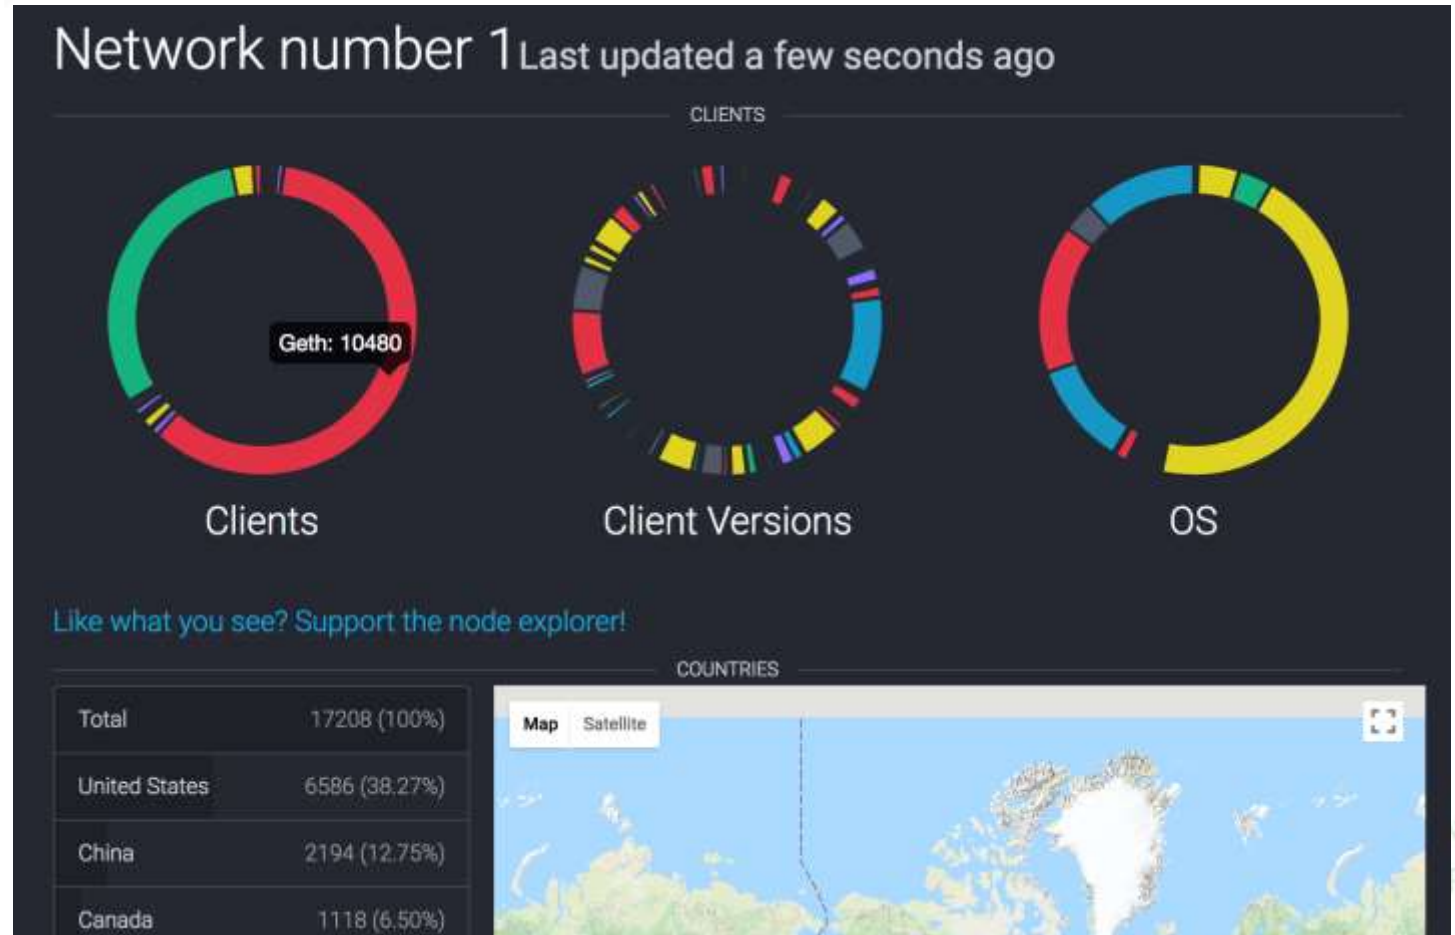 Network number 1 Last updated a few seconds ago
CLIENTS
Geth: 10480
Clients
Client Versions
OS
Like what you see? Support the node explorer!
COUNTRIES
Total 17208 (100%)
United States 6586 (38.27%)
China 2194 (12.75%)
Canada 1118 (6.50%)
Map Satellite